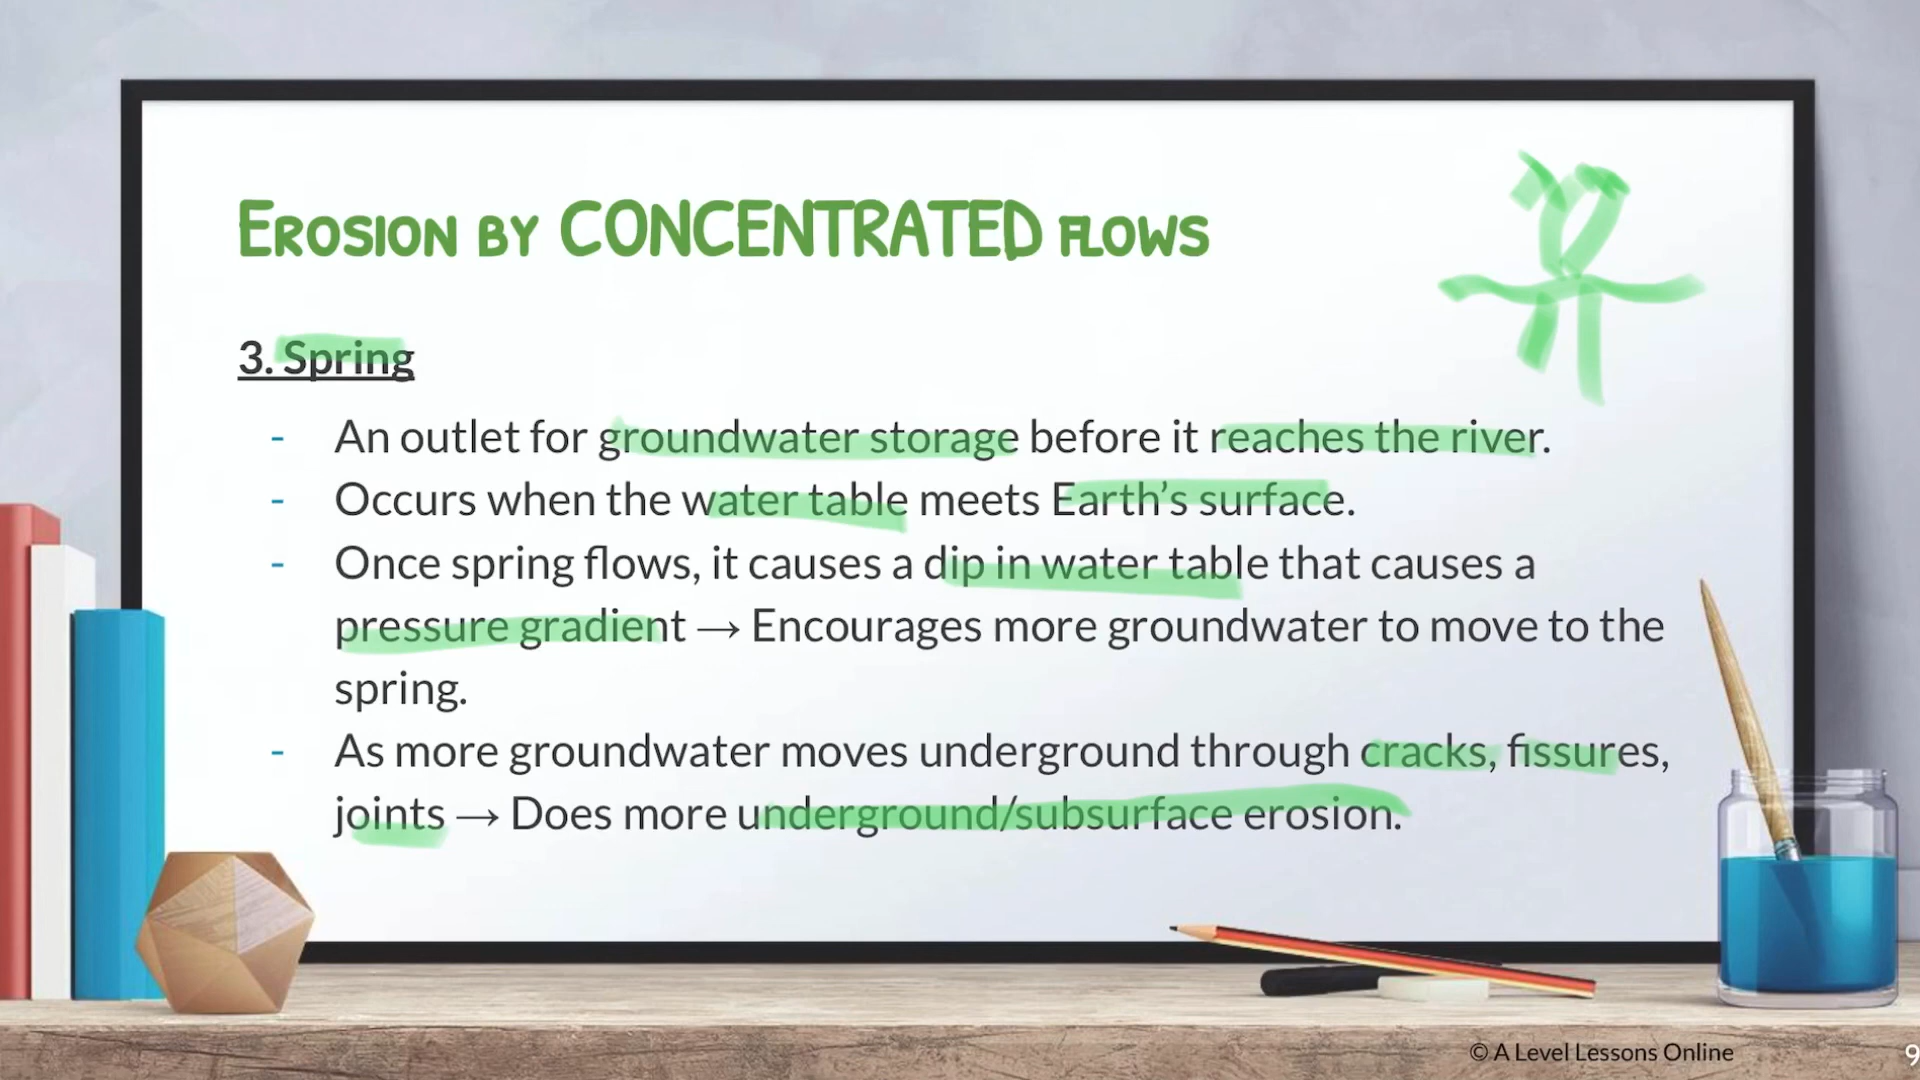 EROSION BY CONCENTRATED FLOWS
3. Spring
- An outlet for groundwater storage before it reaches the river.
- Occurs when the water table meets Earth’s surface.
- Once spring flows, it causes a dip in water table that causes a
pressure gradient → Encourages more groundwater to move to the
spring.
- As more groundwater moves underground through cracks, fissures,
joints → Does more underground/subsurface erosion.
© A Level Lessons Online
9